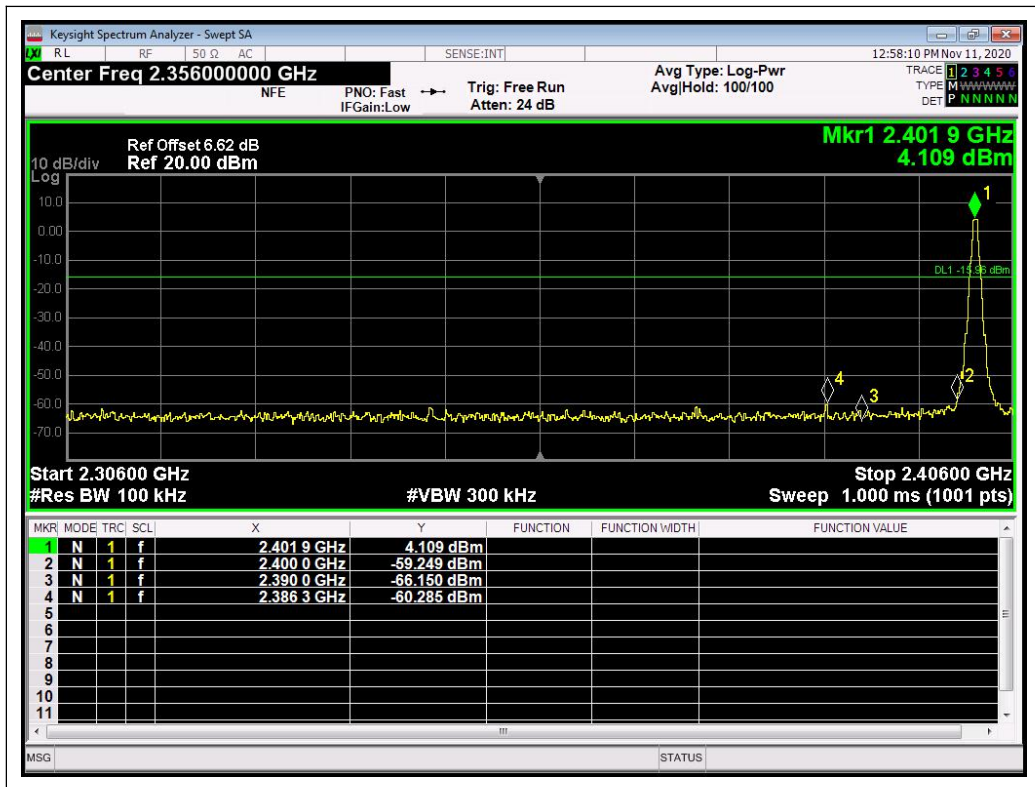 Keysight Spectrum Analyzer - Swept SA
LXI RL RF 50 Ω AC SENSE:INT 12:58:10 PM Nov 11, 2020
Center Freq 2.356000000 GHz Avg Type: Log-Pwr TRACE 1 2 3 4 5 6
NFE PNO: Fast Trig: Free Run Avg|Hold: 100/100 TYPE M WWWWW
IFGain:Low Atten: 24 dB DET P N N N N N
Mkr1 2.401 9 GHz
Ref Offset 6.62 dB
10 dB/div Ref 20.00 dBm 4.109 dBm
Log
1
10.0
0.00
-10.0
DL1 -15.96 dBm
-20.0
-30.0
-40.0
-50.0
4 3 2
-60.0
-70.0
Start 2.30600 GHz Stop 2.40600 GHz
#Res BW 100 kHz #VBW 300 kHz Sweep 1.000 ms (1001 pts)
MKR MODE TRC SCL X Y FUNCTION FUNCTION WIDTH FUNCTION VALUE
1 N 1 f 2.401 9 GHz 4.109 dBm
2 N 1 f 2.400 0 GHz -59.249 dBm
3 N 1 f 2.390 0 GHz -66.150 dBm
4 N 1 f 2.386 3 GHz -60.285 dBm
5
6
7
8
9
10
11
MSG STATUS